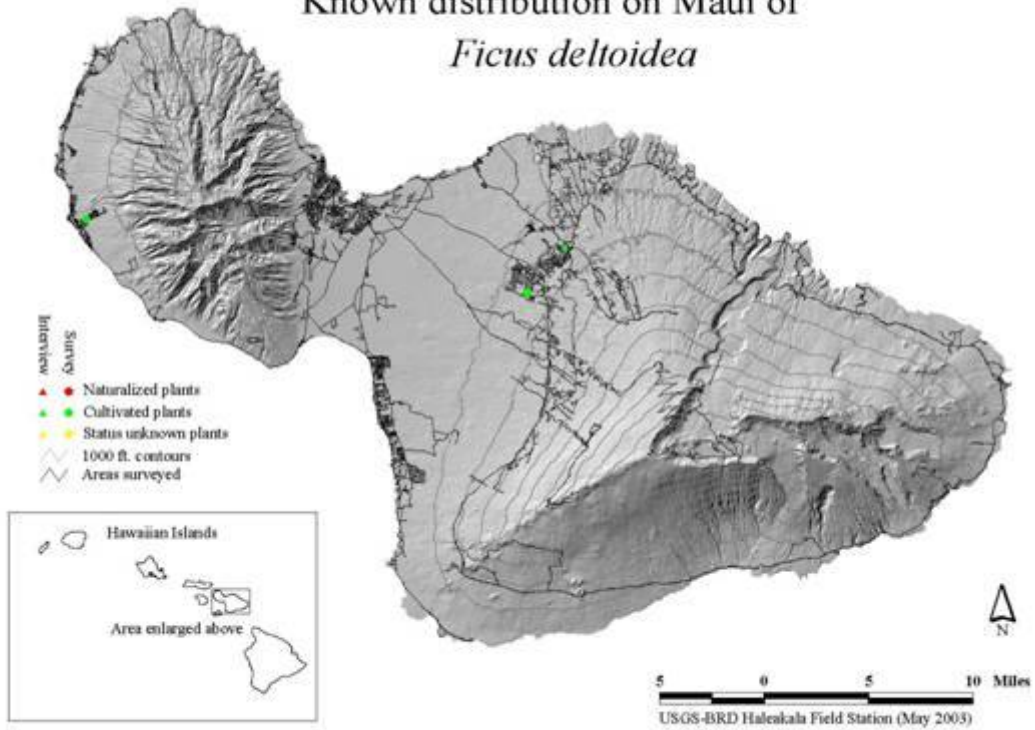 Known distribution on Maui of
Ficus deltoidea
Interview
Survey
Naturalized plants
Cultivated plants
Status unknown plants
1000 ft. contours
Areas surveyed
Hawaiian Islands
Area enlarged above
N
5 0 5 10 Miles
USGS-BRD Haleakala Field Station (May 2003)